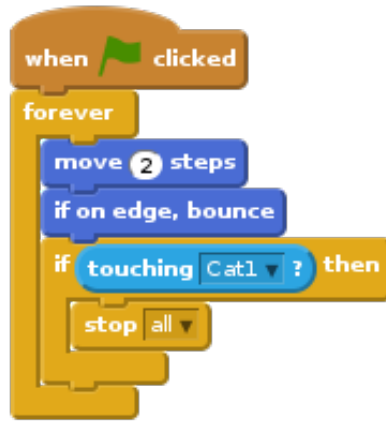 when clicked
forever
move 2 steps
if on edge, bounce
if touching Cat1 ? then
stop all